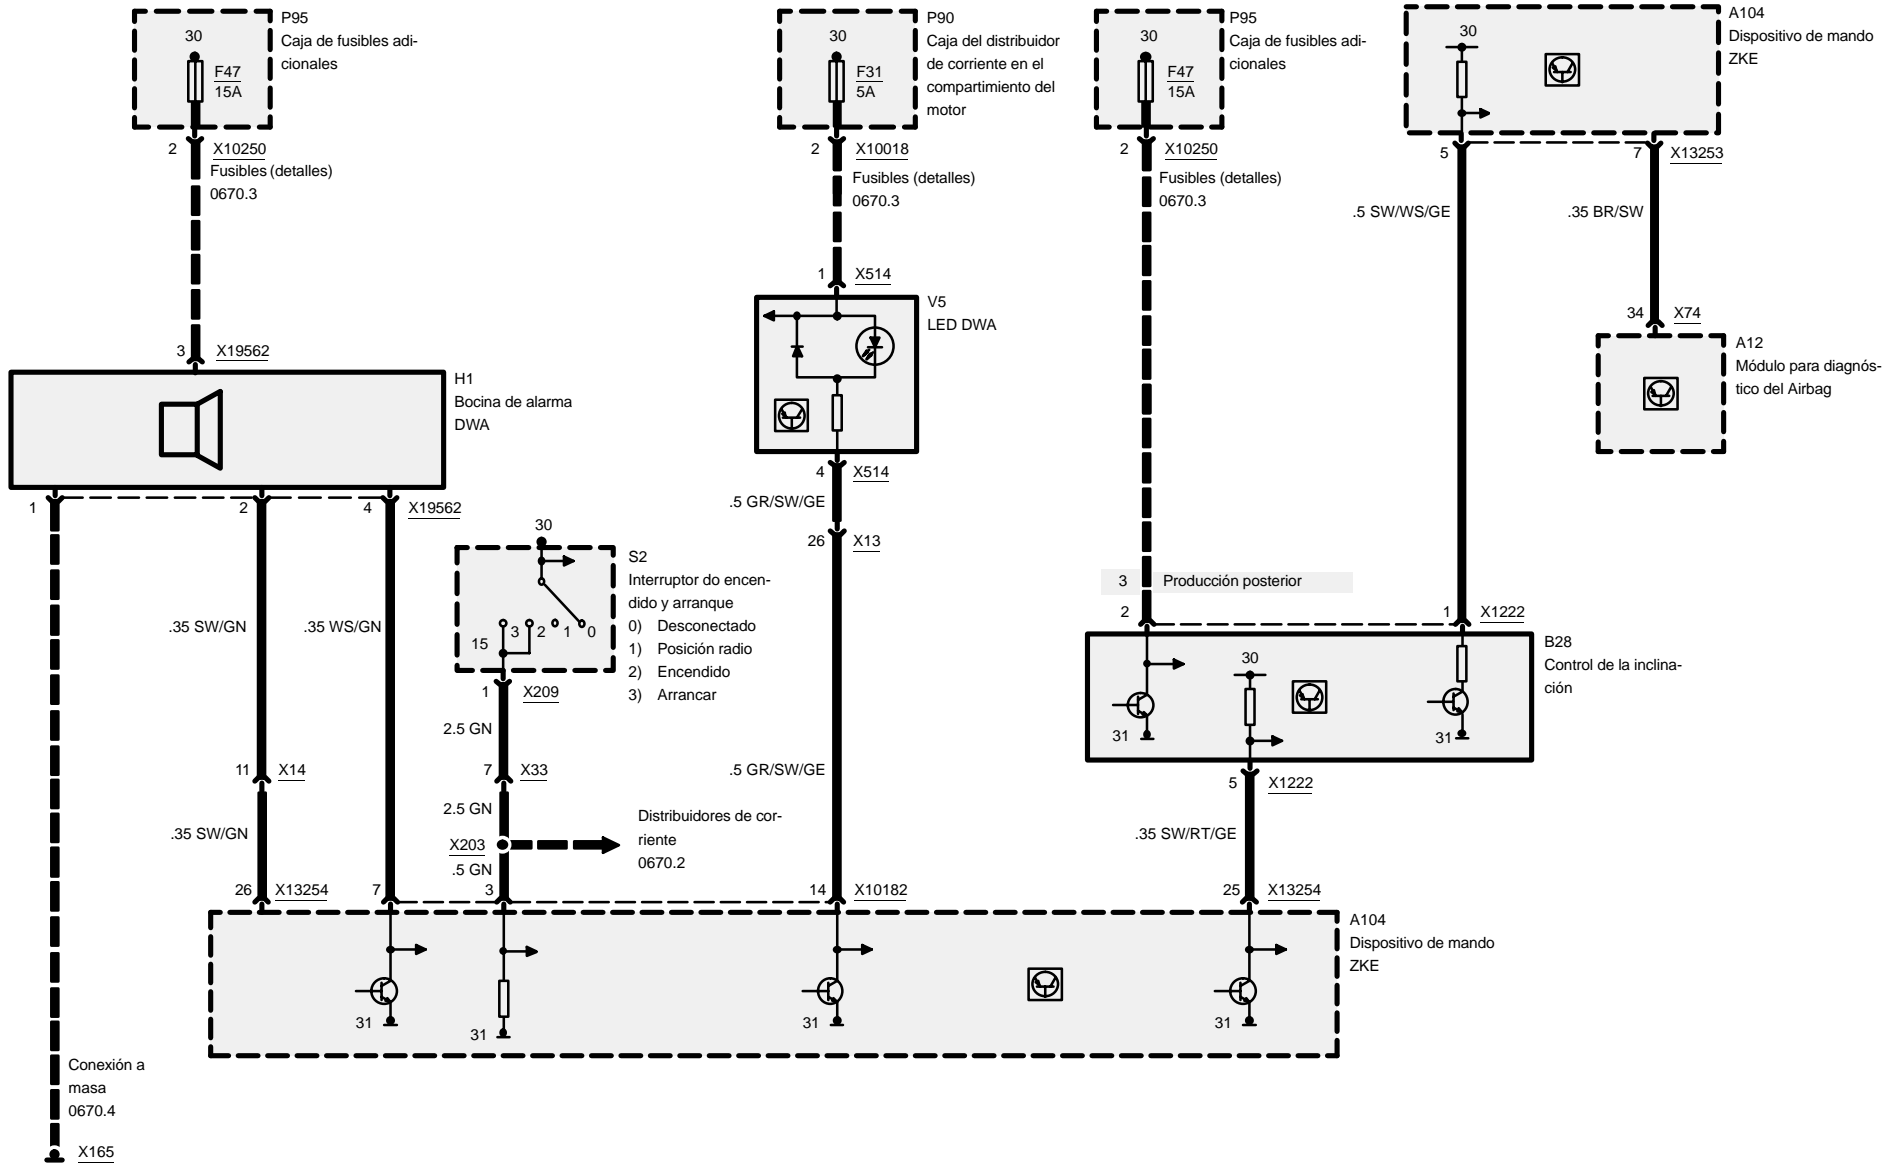 P95
Caja de fusibles adi-
cionales
30
F47
15A
2
X10250
Fusibles (detalles)
0670.3
P90
Caja del distribuidor
de corriente en el
compartimiento del
motor
30
F31
5A
2
X10018
Fusibles (detalles)
0670.3
P95
Caja de fusibles adi-
cionales
30
F47
15A
2
X10250
Fusibles (detalles)
0670.3
A104
Dispositivo de mando
ZKE
30
5
7
X13253
.5 SW/WS/GE
.35 BR/SW
34
X74
A12
Módulo para diagnós-
tico del Airbag
1
X514
V5
LED DWA
4
X514
.5 GR/SW/GE
26
X13
3
X19562
H1
Bocina de alarma
DWA
1
2
4
X19562
30
S2
Interruptor do encen-
dido y arranque
0) Desconectado
1) Posición radio
2) Encendido
3) Arrancar
15
3
2
1
0
.35 SW/GN
.35 WS/GN
1
X209
2.5 GN
3
Producción posterior
2
1
X1222
B28
Control de la inclina-
ción
30
31
31
11
X14
7
X33
.5 GR/SW/GE
5
X1222
.35 SW/GN
2.5 GN
X203
.5 GN
Distribuidores de cor-
riente
0670.2
.35 SW/RT/GE
26
X13254
7
3
14
X10182
25
X13254
A104
Dispositivo de mando
ZKE
31
31
31
31
Conexión a
masa
0670.4
X165